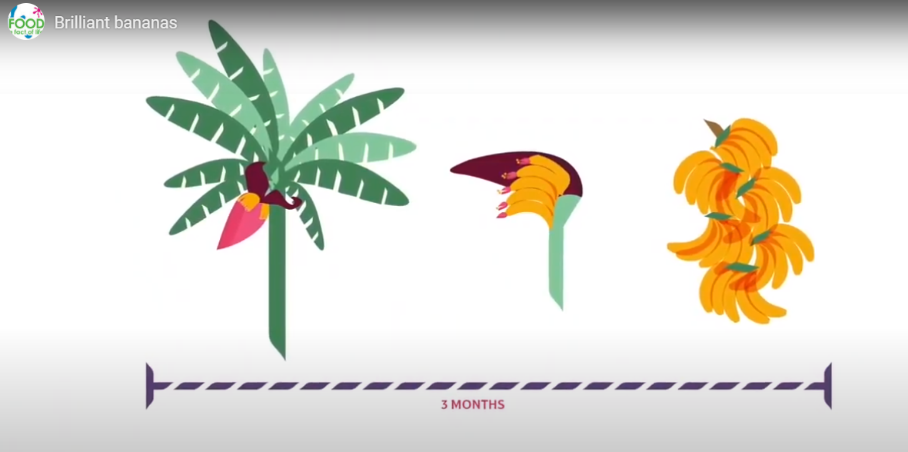 FOOD
a fact of life
Brilliant bananas
3 MONTHS